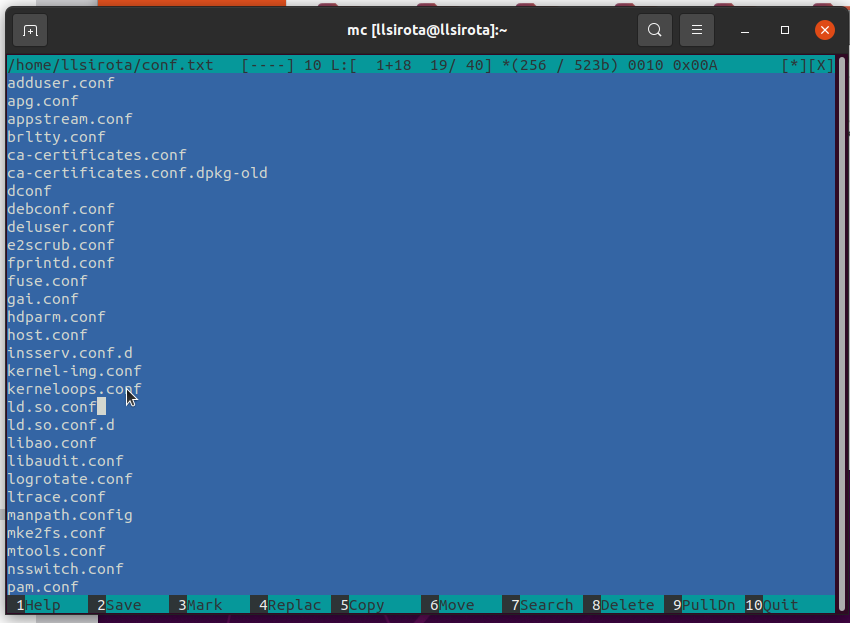 mc [llsirota@llsirota]:~
/home/llsirota/conf.txt [----] 10 L:[ 1+18 19/ 40] *(256 / 523b) 0010 0x00A [*][X]
adduser.conf
apg.conf
appstream.conf
brltty.conf
ca-certificates.conf
ca-certificates.conf.dpkg-old
dconf
debconf.conf
deluser.conf
e2scrub.conf
fprintd.conf
fuse.conf
gai.conf
hdparm.conf
host.conf
insserv.conf.d
kernel-img.conf
kerneloops.conf
ld.so.conf
ld.so.conf.d
libao.conf
libaudit.conf
logrotate.conf
ltrace.conf
manpath.config
mke2fs.conf
mtools.conf
nsswitch.conf
pam.conf
1Help 2Save 3Mark 4Replac 5Copy 6Move 7Search 8Delete 9PullDn 10Quit